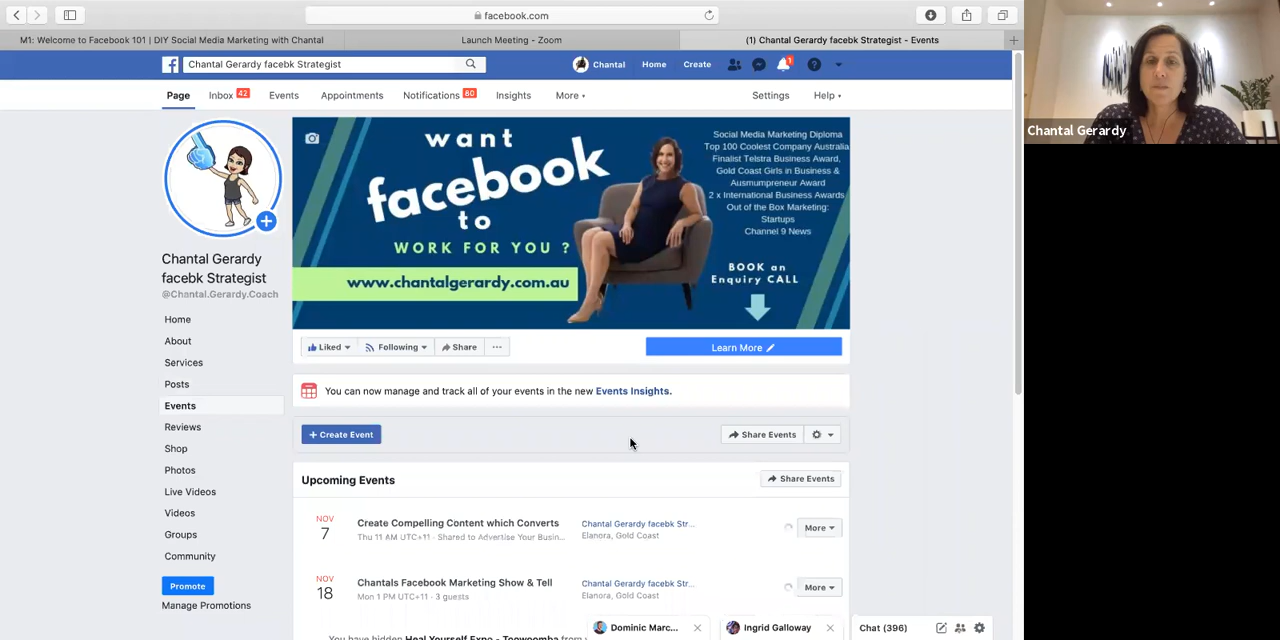 facebook.com
M1: Welcome to Facebook 101 | DIY Social Media Marketing with Chantal
Launch Meeting - Zoom
(1) Chantal Gerardy facebk Strategist - Events
Chantal Gerardy
Chantal Gerardy facebk Strategist
Chantal
Home
Create
1
Page
Inbox 42
Events
Appointments
Notifications 80
Insights
More
Settings
Help
want
facebook
to
WORK FOR YOU ?
www.chantalgerardy.com.au
Social Media Marketing Diploma
Top 100 Coolest Company Australia
Finalist Telstra Business Award,
Gold Coast Girls in Business &
Ausmumpreneur Award
2 x International Business Awards
Out of the Box Marketing:
Startups
Channel 9 News
BOOK an
Enquiry CALL
Chantal Gerardy
facebk Strategist
@Chantal.Gerardy.Coach
Home
About
Services
Posts
Events
Reviews
Shop
Photos
Live Videos
Videos
Groups
Community
Promote
Manage Promotions
Liked
Following
Share
Learn More
You can now manage and track all of your events in the new Events Insights.
+ Create Event
Share Events
Upcoming Events
Share Events
NOV
7
Create Compelling Content which Converts
Thu 11 AM UTC+11 · Shared to Advertise Your Busin...
Chantal Gerardy facebk Str...
Elanora, Gold Coast
More
NOV
18
Chantals Facebook Marketing Show & Tell
Mon 1 PM UTC+11 · 3 guests
Chantal Gerardy facebk Str...
Elanora, Gold Coast
More
You have hidden Heal Yourself Expo - Toowoomba from
Dominic Marc...
Ingrid Galloway
Chat (396)